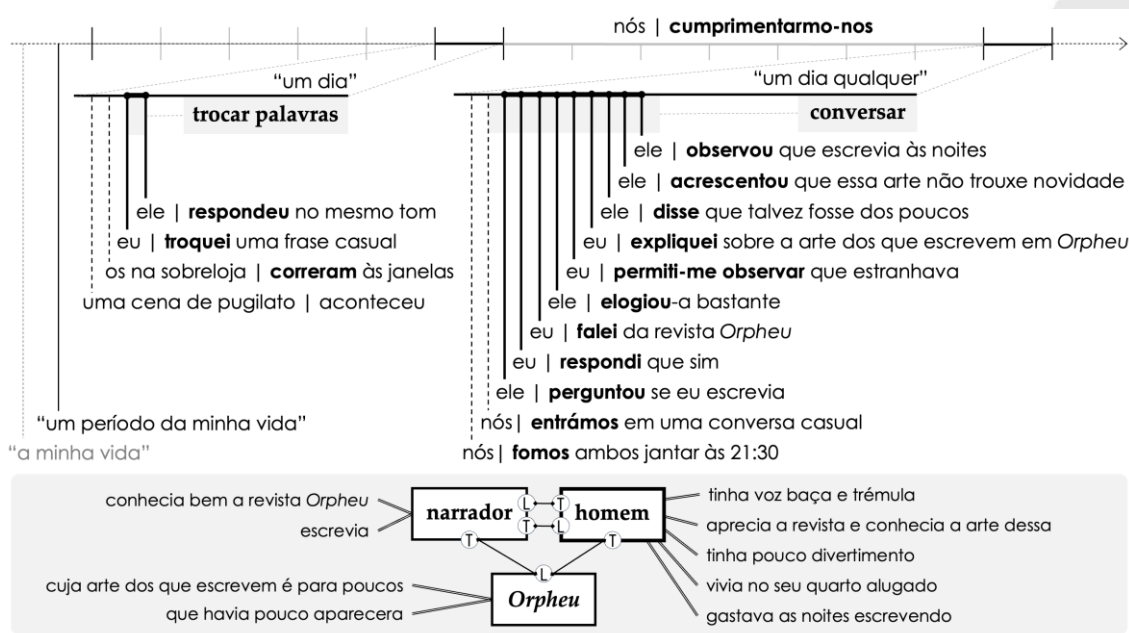 nós | cumprimentarmo-nos
“um dia”
trocar palavras
ele | respondeu no mesmo tom
eu | troquei uma frase casual
os na sobreloja | correram às janelas
uma cena de pugilato | aconteceu
“um período da minha vida”
“a minha vida”
“um dia qualquer”
conversar
ele | observou que escrevia às noites
ele | acrescentou que essa arte não trouxe novidade
ele | disse que talvez fosse dos poucos
eu | expliquei sobre a arte dos que escrevem em Orpheu
eu | permiti-me observar que estranhava
ele | elogiou-a bastante
eu | falei da revista Orpheu
eu | respondi que sim
ele | perguntou se eu escrevia
nós| entrámos em uma conversa casual
nós| fomos ambos jantar às 21:30
conhecia bem a revista Orpheu
escrevia
narrador
L
T
T
L
homem
T
T
L
Orpheu
tinha voz baça e trémula
aprecia a revista e conhecia a arte dessa
tinha pouco divertimento
vivia no seu quarto alugado
gastava as noites escrevendo
cuja arte dos que escrevem é para poucos
que havia pouco aparecera